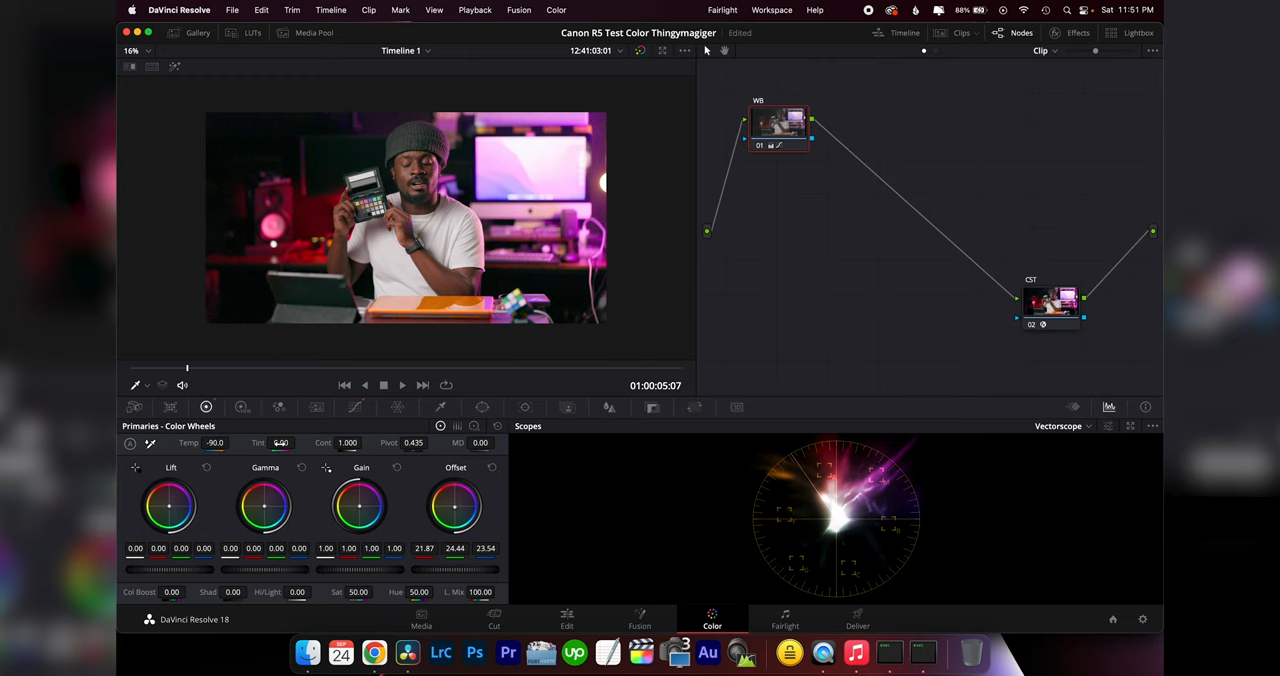 DaVinci Resolve File Edit Trim Timeline Clip Mark View Playback Fusion Color Fairlight Workspace Help 88% Sat 11:51 PM
Gallery LUTs Media Pool Canon R5 Test Color Thingymagiger Edited Timeline Clips Nodes Effects Lightbox
16% Timeline 1 12:41:03:01 Clip
WB
01
CST
02
01:00:05:07
Primaries - Color Wheels Scopes Vectorscope
Temp -90.0 Tint 0.00 Cont 1.000 Pivot 0.435 MD 0.00
Lift Gamma Gain Offset
0.00 0.00 0.00 0.00 0.00 0.00 0.00 0.00 1.00 1.00 1.00 1.00 21.87 24.44 23.54
Col Boost 0.00 Shad 0.00 Hi/Light 0.00 Sat 50.00 Hue 50.00 L. Mix 100.00
DaVinci Resolve 18 Media Cut Edit Fusion Color Fairlight Deliver
SEP
24
LrC Ps Pr up 3 Au